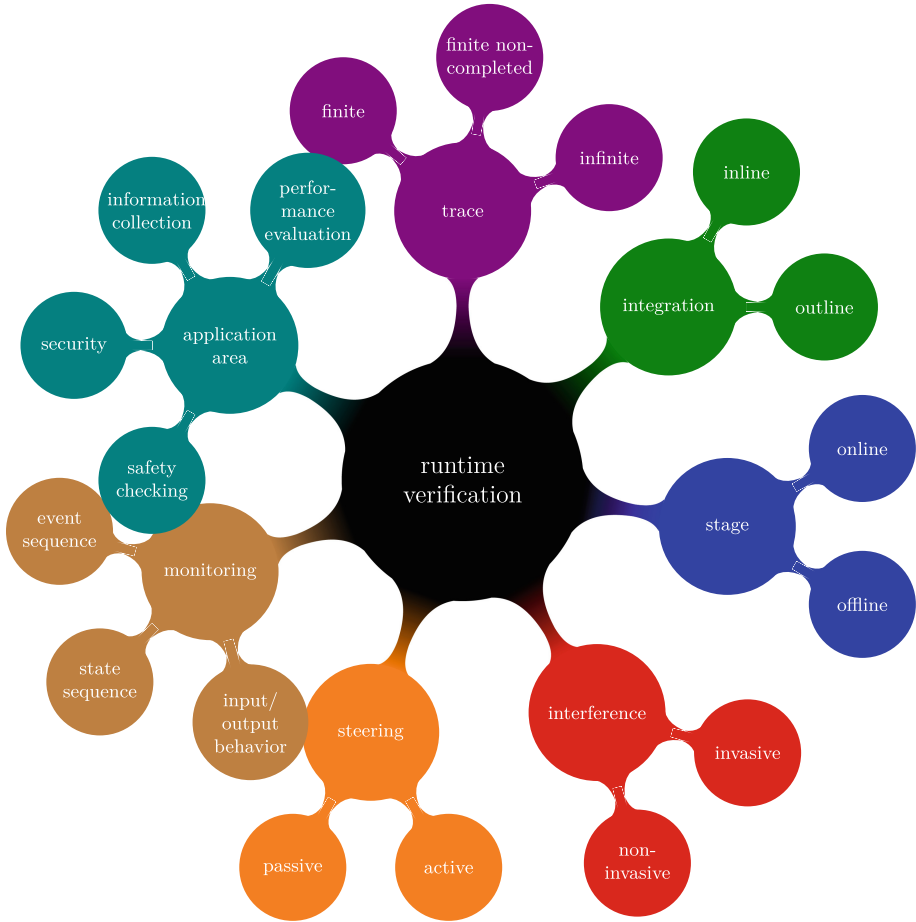 finite non-
completed
finite
infinite
trace
inline
integration
outline
information
collection
perfor-
mance
evaluation
application
area
security
safety
checking
runtime
verification
online
stage
offline
event
sequence
monitoring
state
sequence
input/
output
behavior
steering
passive
active
interference
invasive
non-
invasive